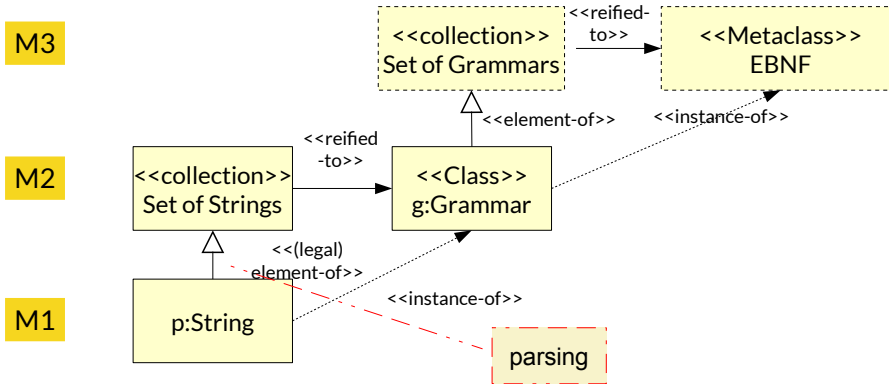 M3
<<collection>>
Set of Grammars
<<reified-
to>>
<<Metaclass>>
EBNF
<<element-of>>
<<instance-of>>
M2
<<collection>>
Set of Strings
<<reified
-to>>
<<Class>>
g:Grammar
<<(legal)
element-of>>
M1
p:String
<<instance-of>>
parsing